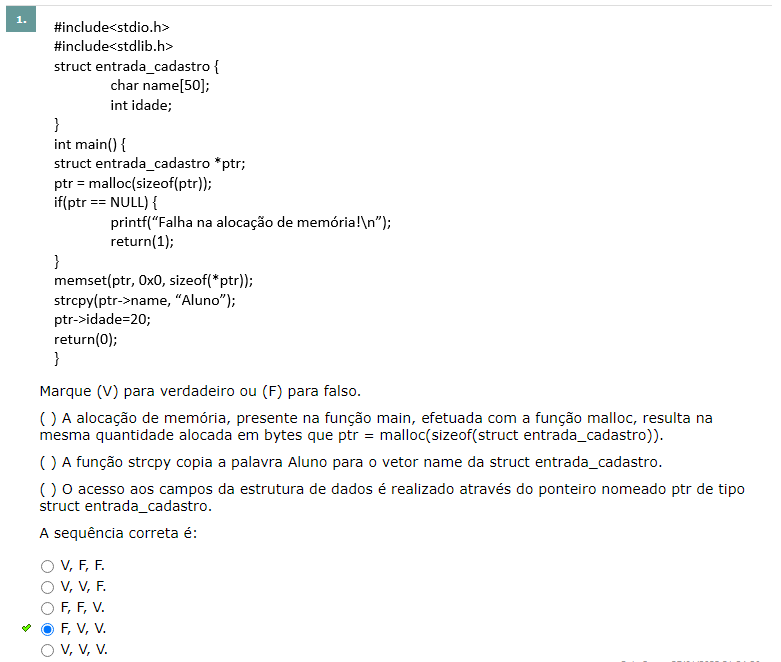 1.
#include<stdio.h>
#include<stdlib.h>
struct entrada_cadastro {
char name[50];
int idade;
}
int main() {
struct entrada_cadastro *ptr;
ptr = malloc(sizeof(ptr));
if(ptr == NULL) {
printf(“Falha na alocação de memória!\n”);
return(1);
}
memset(ptr, 0x0, sizeof(*ptr));
strcpy(ptr->name, “Aluno”);
ptr->idade=20;
return(0);
}
Marque (V) para verdadeiro ou (F) para falso.
( ) A alocação de memória, presente na função main, efetuada com a função malloc, resulta na
mesma quantidade alocada em bytes que ptr = malloc(sizeof(struct entrada_cadastro)).
( ) A função strcpy copia a palavra Aluno para o vetor name da struct entrada_cadastro.
( ) O acesso aos campos da estrutura de dados é realizado através do ponteiro nomeado ptr de tipo
struct entrada_cadastro.
A sequência correta é:
V, F, F.
V, V, F.
F, F, V.
F, V, V.
V, V, V.